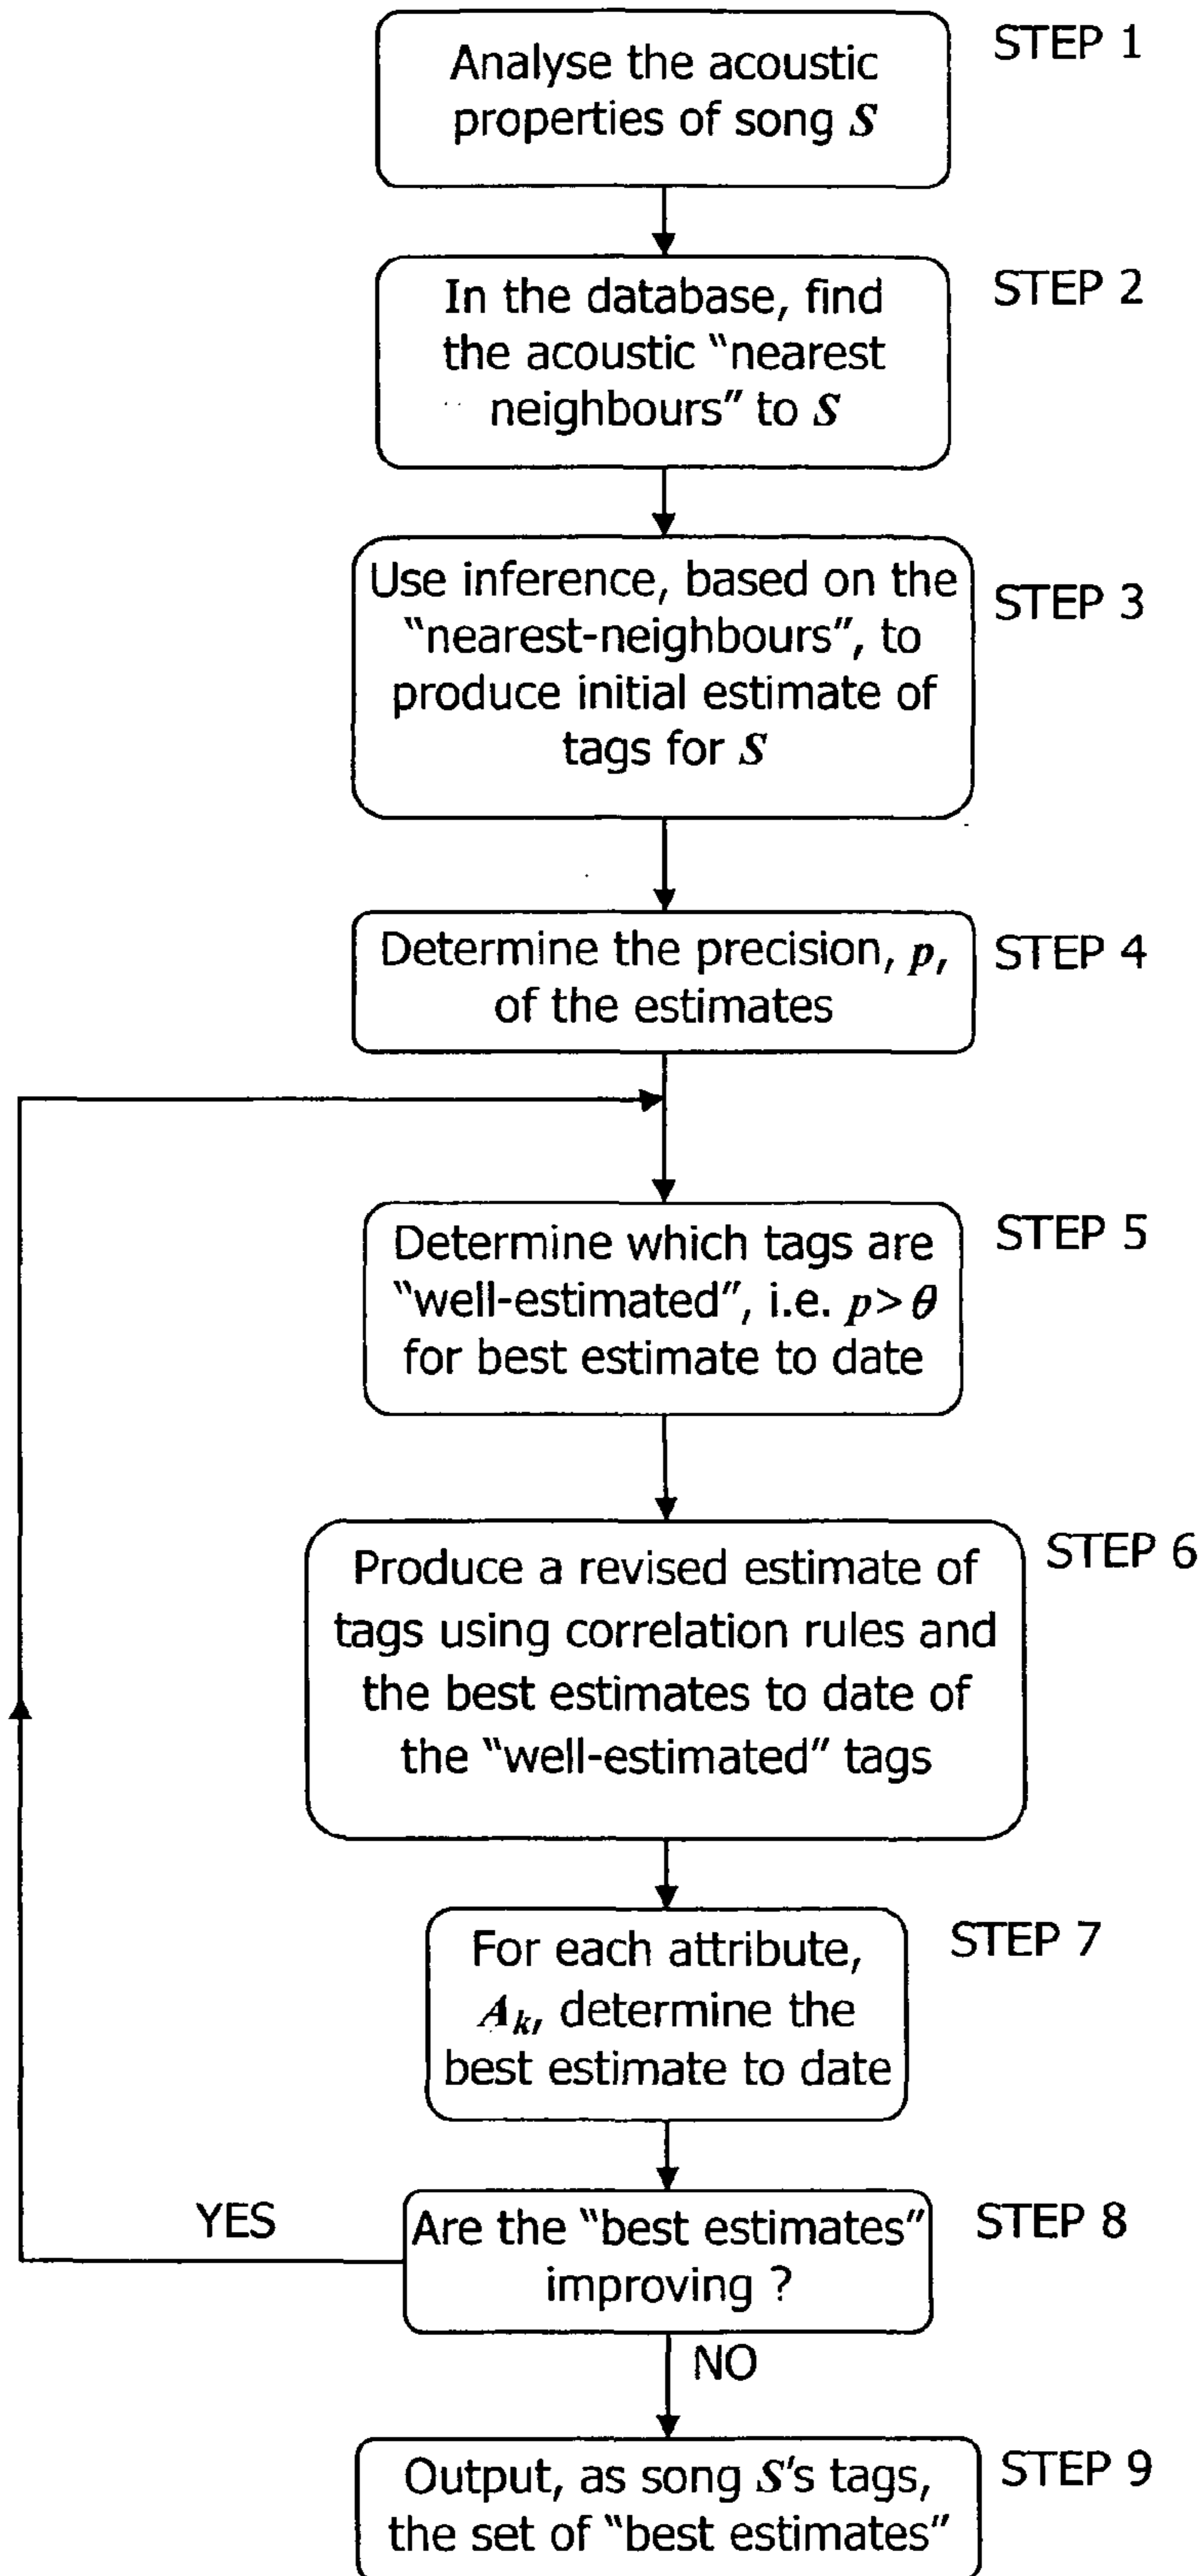 STEP 1
Analyse the acoustic
properties of song S
STEP 2
In the database, find
the acoustic “nearest
neighbours” to S
STEP 3
Use inference, based on the
“nearest-neighbours”, to
produce initial estimate of
tags for S
STEP 4
Determine the precision, p,
of the estimates
STEP 5
Determine which tags are
“well-estimated”, i.e. p > θ
for best estimate to date
STEP 6
Produce a revised estimate of
tags using correlation rules and
the best estimates to date of
the “well-estimated” tags
STEP 7
For each attribute,
Ak, determine the
best estimate to date
STEP 8
Are the “best estimates”
improving ?
YES
NO
STEP 9
Output, as song S's tags,
the set of “best estimates”